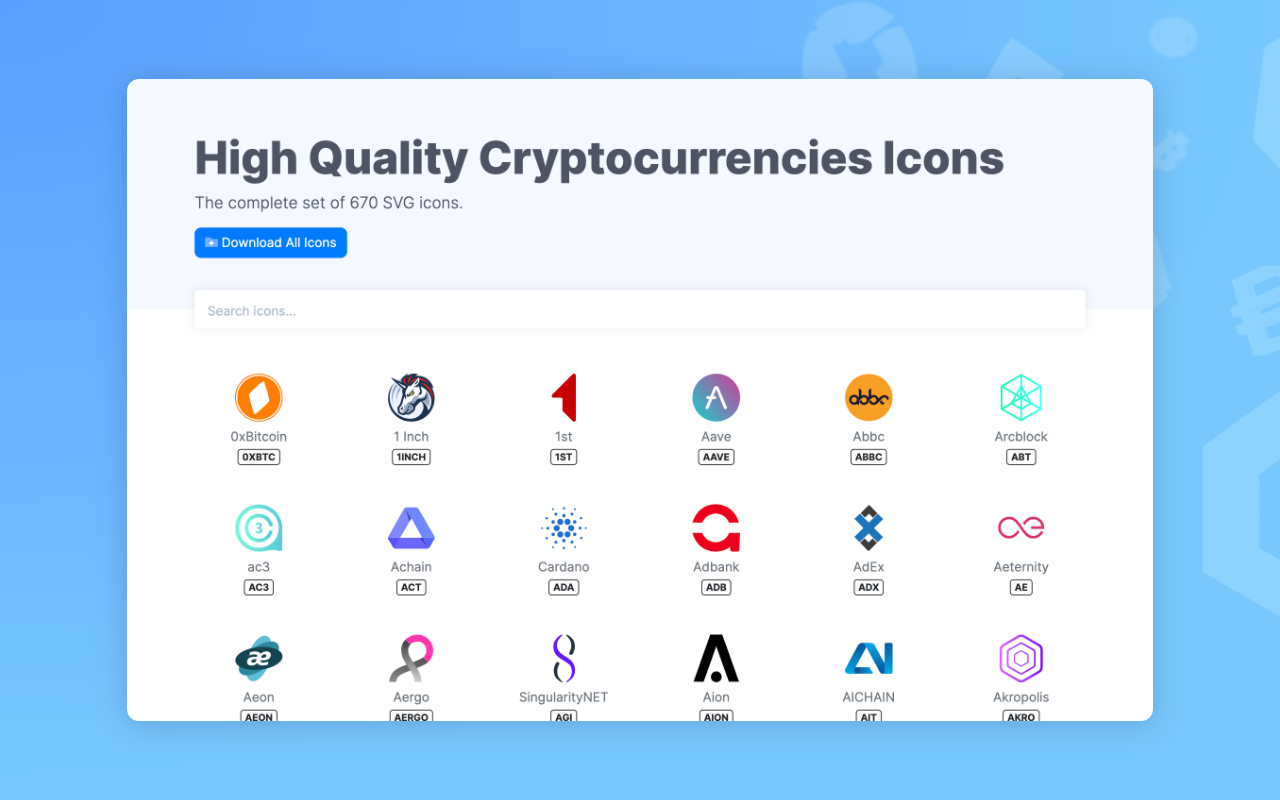 High Quality Cryptocurrencies Icons
The complete set of 670 SVG icons.
Download All Icons
Search icons...
0xBitcoin 1 Inch 1st Aave Abbc Arcblock
0XBTC 1INCH 1ST AAVE ABBC ABT
abbc
3
ac3 Achain Cardano Adbank AdEx Aeternity
AC3 ACT ADA ADB ADX AE
æ
Aeon Aergo SingularityNET Aion AICHAIN Akropolis
AEON AERGO AGI AION AIT AKRO